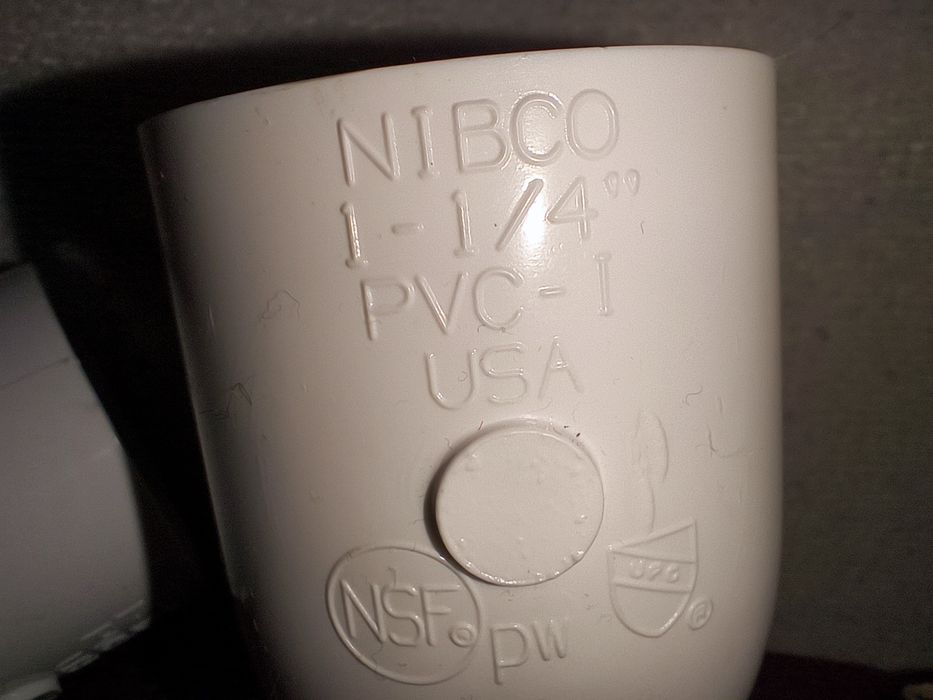 NIBCO
1-1/4"
PVC-I
USA
NSF®
PW
UPC ®